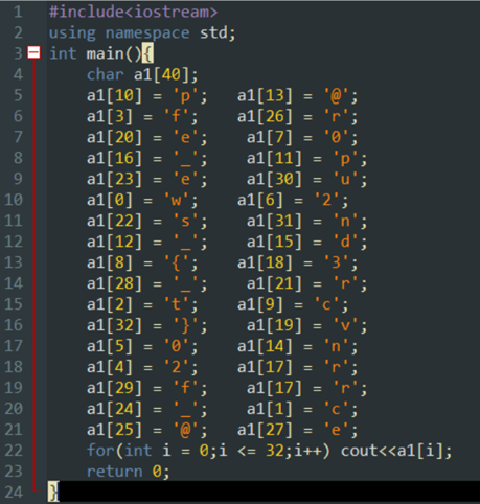 1 #include<iostream>
2 using namespace std;
3 int main(){
4 char a1[40];
5 a1[10] = 'p'; a1[13] = '@';
6 a1[3] = 'f'; a1[26] = 'r';
7 a1[20] = 'e'; a1[7] = '0';
8 a1[16] = '_'; a1[11] = 'p';
9 a1[23] = 'e'; a1[30] = 'u';
10 a1[0] = 'w'; a1[6] = '2';
11 a1[22] = 's'; a1[31] = 'n';
12 a1[12] = '_'; a1[15] = 'd';
13 a1[8] = '{'; a1[18] = '3';
14 a1[28] = '_'; a1[21] = 'r';
15 a1[2] = 't'; a1[9] = 'c';
16 a1[32] = '}'; a1[19] = 'v';
17 a1[5] = '0'; a1[14] = 'n';
18 a1[4] = '2'; a1[17] = 'r';
19 a1[29] = 'f'; a1[17] = 'r';
20 a1[24] = '_'; a1[1] = 'c';
21 a1[25] = '@'; a1[27] = 'e';
22 for(int i = 0;i <= 32;i++) cout<<a1[i];
23 return 0;
24 }